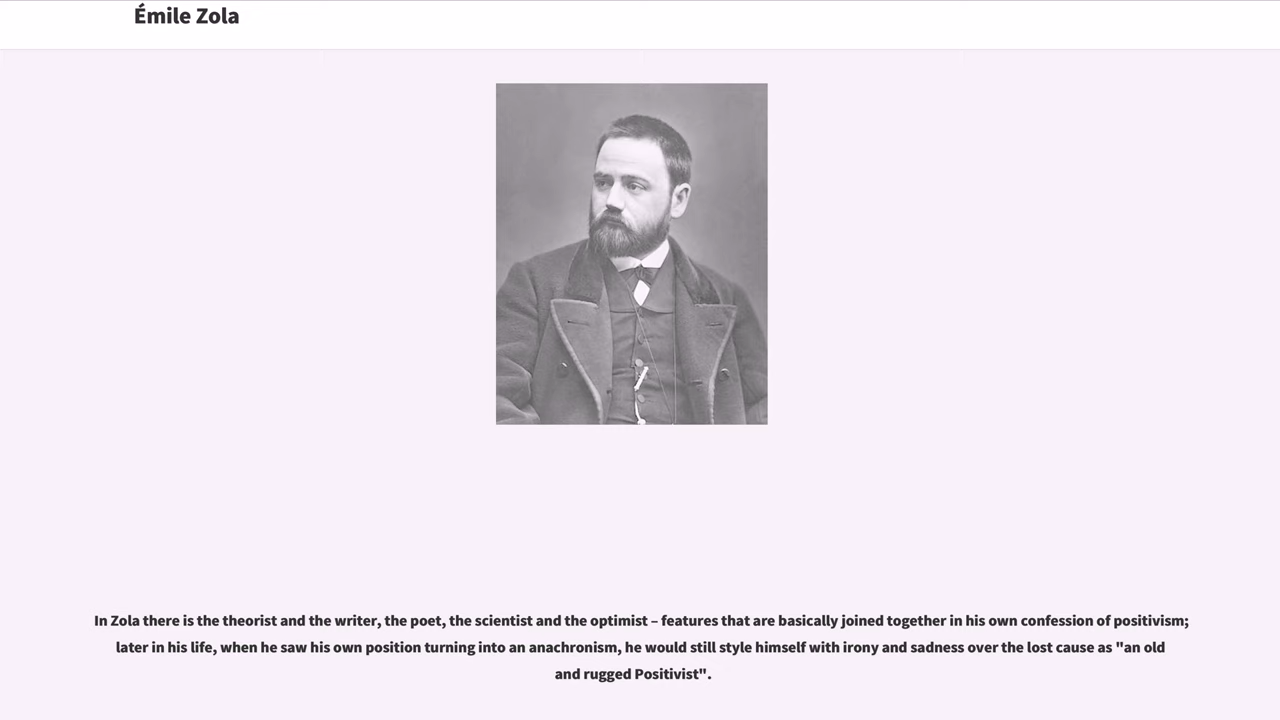 Émile Zola
In Zola there is the theorist and the writer, the poet, the scientist and the optimist – features that are basically joined together in his own confession of positivism;
later in his life, when he saw his own position turning into an anachronism, he would still style himself with irony and sadness over the lost cause as "an old
and rugged Positivist".